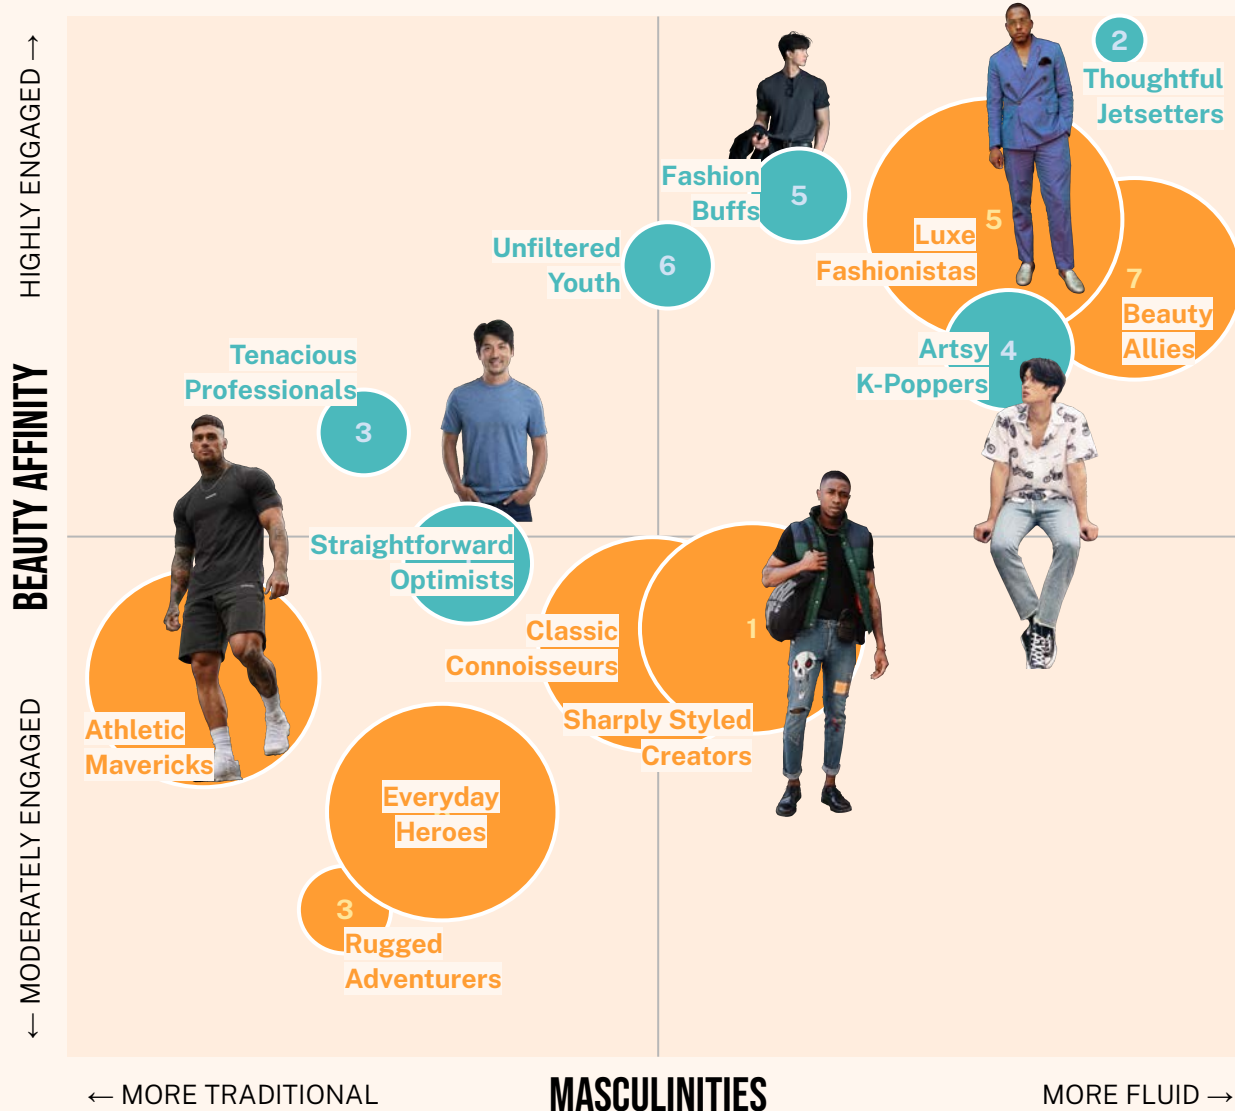 HIGHLY ENGAGED →
BEAUTY AFFINITY
← MODERATELY ENGAGED
2
Thoughtful
Jetsetters
Fashion
Buffs
5
5
Luxe
Fashionistas
Unfiltered
Youth
6
7
Beauty
Allies
Artsy
K-Poppers
4
Tenacious
Professionals
3
Straightforward
Optimists
Classic
Connoisseurs
1
Sharply Styled
Creators
Athletic
Mavericks
Everyday
Heroes
3
Rugged
Adventurers
← MORE TRADITIONAL
MASCULINITIES
MORE FLUID →